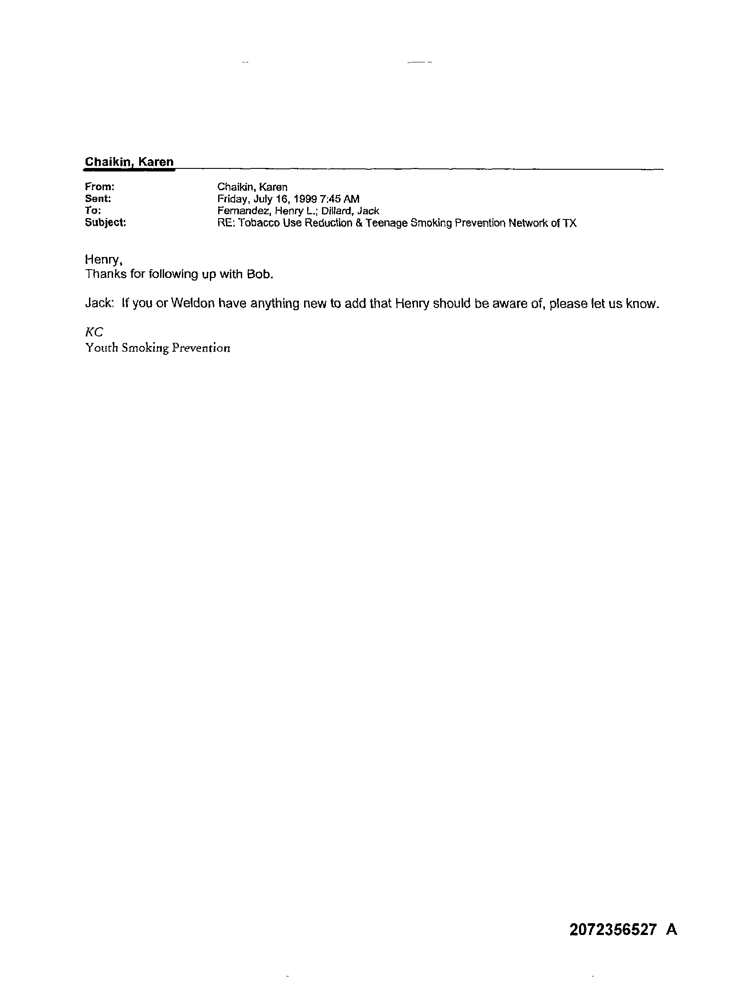 Chaikin, Karen
From: Chaikin, Karen
Sent: Friday, July 16, 1999 7:45 AM
To: Fernandez, Henry L.; Dillard, Jack
Subject: RE: Tobacco Use Reduction & Teenage Smoking Prevention Network of TX
Henry,
Thanks for following up with Bob.
Jack: If you or Weldon have anything new to add that Henry should be aware of, please let us know.
KC
Youth Smoking Prevention
2072356527 A